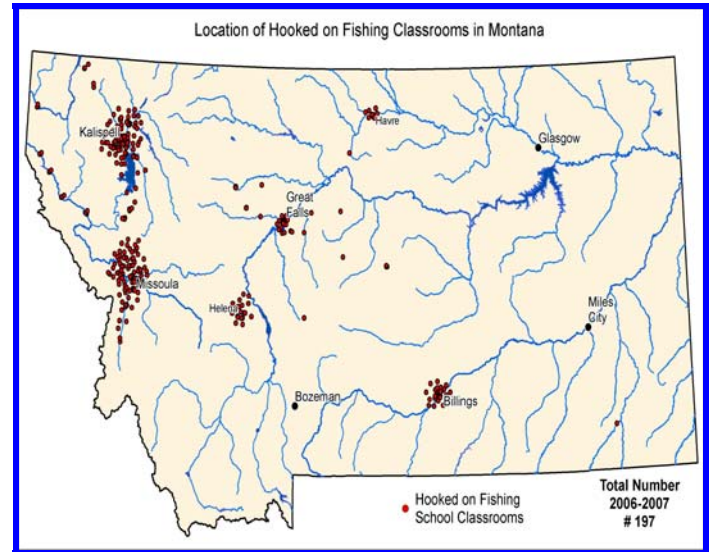 Location of Hooked on Fishing Classrooms in Montana
Kalispell
Havre
Glasgow
Great
Falls
Missoula
Helena
Miles
City
Bozeman
Billings
Hooked on Fishing
School Classrooms
Total Number
2006-2007
# 197